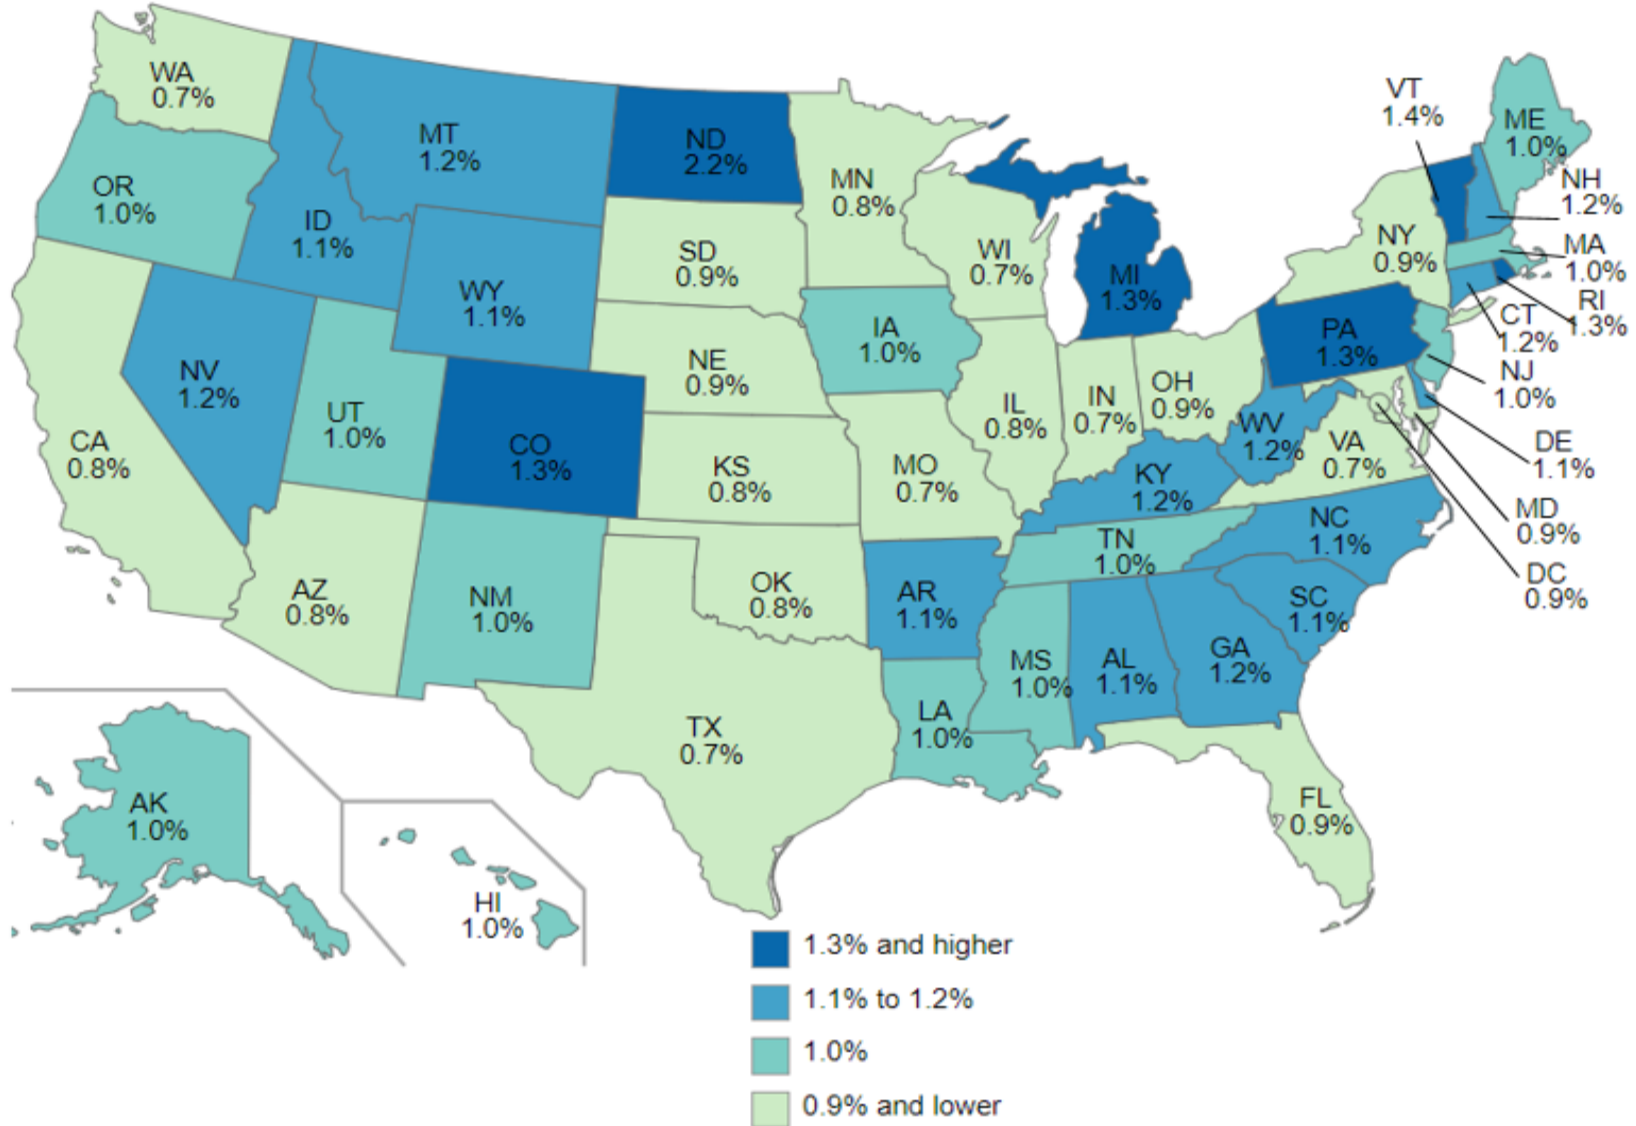 WA
0.7%
OR
1.0%
CA
0.8%
ID
1.1%
NV
1.2%
MT
1.2%
WY
1.1%
UT
1.0%
AZ
0.8%
CO
1.3%
NM
1.0%
ND
2.2%
SD
0.9%
NE
0.9%
KS
0.8%
OK
0.8%
TX
0.7%
MN
0.8%
IA
1.0%
MO
0.7%
AR
1.1%
LA
1.0%
WI
0.7%
IL
0.8%
MI
1.3%
IN
0.7%
OH
0.9%
KY
1.2%
TN
1.0%
MS
1.0%
AL
1.1%
GA
1.2%
FL
0.9%
SC
1.1%
NC
1.1%
VA
0.7%
WV
1.2%
PA
1.3%
NY
0.9%
VT
1.4%
ME
1.0%
NH
1.2%
MA
1.0%
RI
1.3%
CT
1.2%
NJ
1.0%
DE
1.1%
MD
0.9%
DC
0.9%
AK
1.0%
HI
1.0%
1.3% and higher
1.1% to 1.2%
1.0%
0.9% and lower